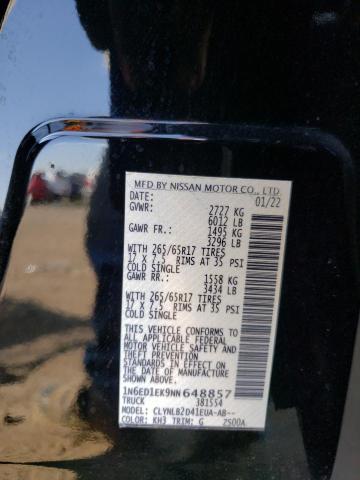 MFD BY NISSAN MOTOR CO., LTD.
DATE: 01/22
GVWR: 2727 KG
6012 LB
GAWR FR.: 1495 KG
3296 LB
WITH 265/65R17 TIRES
17 X 7.5 RIMS AT 35 PSI
COLD SINGLE
GAWR RR.: 1558 KG
3434 LB
WITH 265/65R17 TIRES
17 X 7.5 RIMS AT 35 PSI
COLD SINGLE
THIS VEHICLE CONFORMS
TO ALL APPLICABLE FEDERAL
MOTOR VEHICLE SAFETY
STANDARDS IN EFFECT
ON THE DATE OF MANUFACTURE
SHOWN ABOVE.
1N6ED1EK9NN648857
TRUCK 381554
MODEL: CLYNLB2D41EUA-AB--
COLOR: KH3 TRIM: G 2S00A